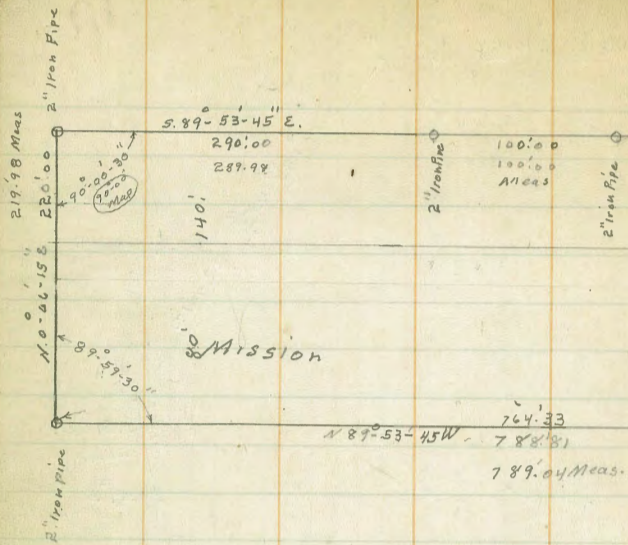 2" Iron Pipe
219.98 Meas
220.00
N. 0°-06'-15" E
S. 89°-53'-45" E.
290.00
289.98
90°-00'-30"
90-00
Map
140'
2" Iron Pipe
100.00
100.00
Meas
2" Iron Pipe
80' Mission
89°-59'-30"
2" Iron Pipe
N 89°-53'-45 W
764.33
788.81
789.04 Meas.